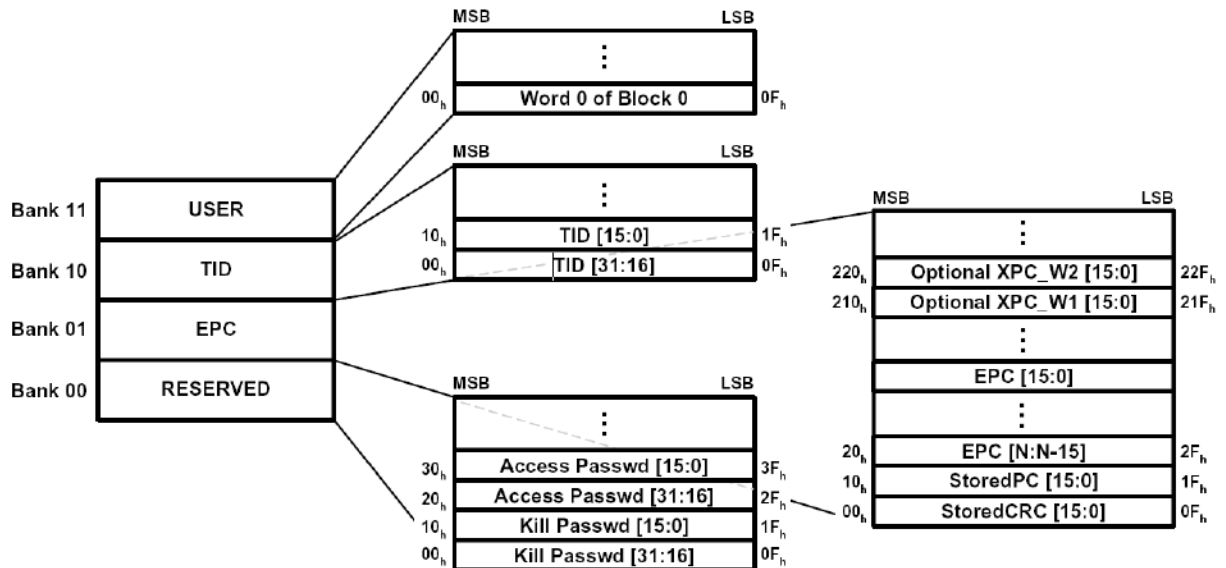 MSB LSB
⋮
00h Word 0 of Block 0 0Fh
MSB LSB
⋮
10h TID [15:0] 1Fh
00h TID [31:16] 0Fh
Bank 11 USER
Bank 10 TID
Bank 01 EPC
Bank 00 RESERVED
MSB LSB
⋮
30h Access Passwd [15:0] 3Fh
20h Access Passwd [31:16] 2Fh
10h Kill Passwd [15:0] 1Fh
00h Kill Passwd [31:16] 0Fh
MSB LSB
⋮
220h Optional XPC_W2 [15:0] 22Fh
210h Optional XPC_W1 [15:0] 21Fh
⋮
EPC [15:0]
⋮
20h EPC [N:N-15] 2Fh
10h StoredPC [15:0] 1Fh
00h StoredCRC [15:0] 0Fh